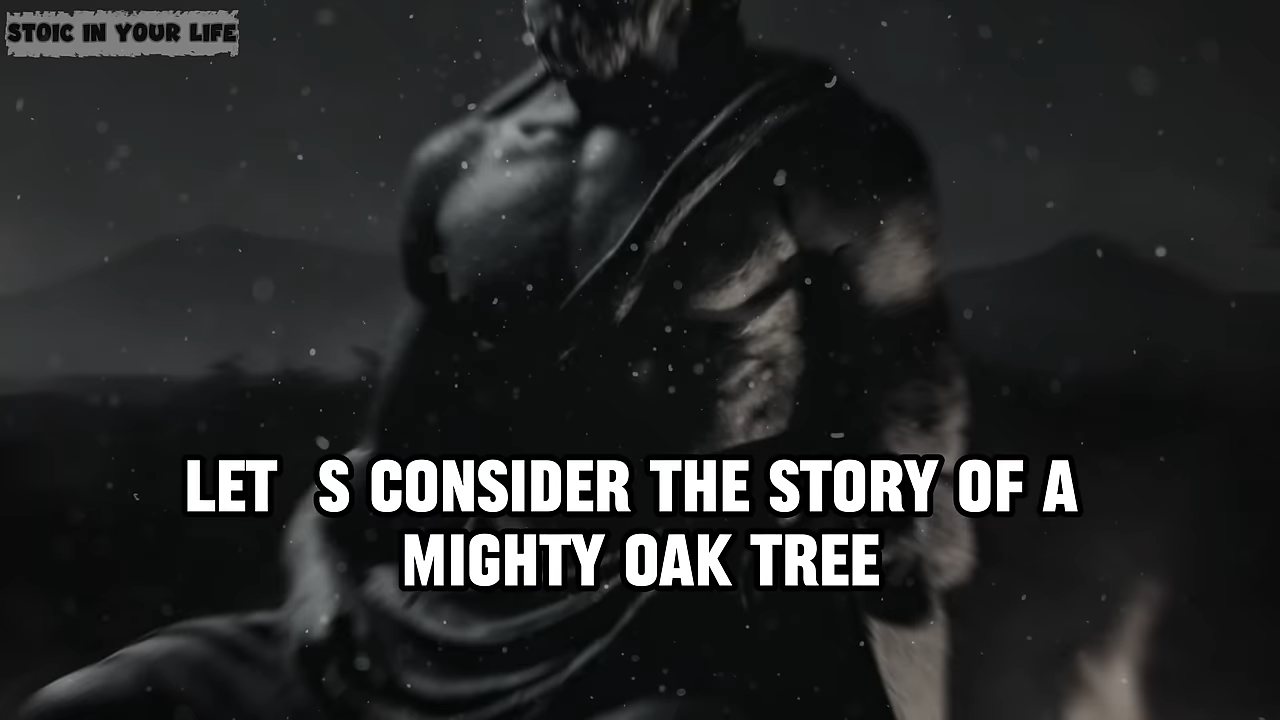 STOIC IN YOUR LIFE
LET  S CONSIDER THE STORY OF A
MIGHTY OAK TREE